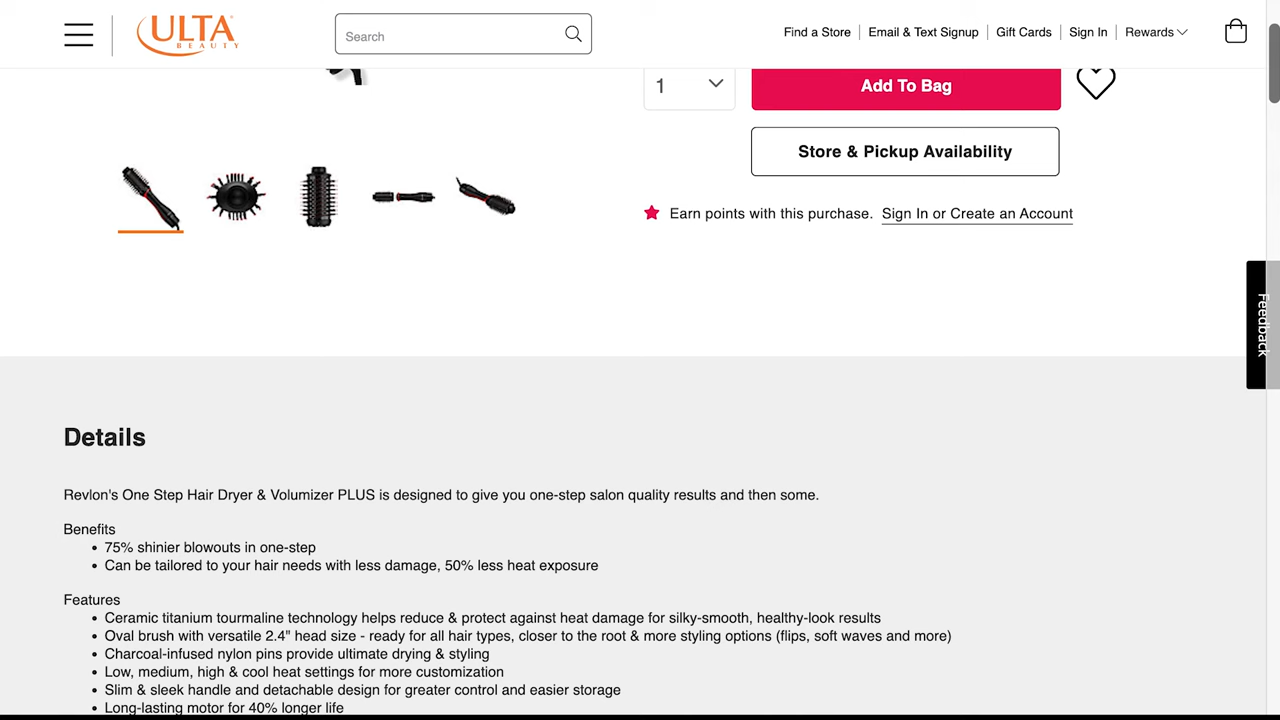 ULTA
BEAUTY
Search
Find a Store
Email & Text Signup
Gift Cards
Sign In
Rewards
1
Add To Bag
Store & Pickup Availability
Earn points with this purchase. Sign In or Create an Account
Feedback
Details
Revlon's One Step Hair Dryer & Volumizer PLUS is designed to give you one-step salon quality results and then some.
Benefits
• 75% shinier blowouts in one-step
• Can be tailored to your hair needs with less damage, 50% less heat exposure
Features
• Ceramic titanium tourmaline technology helps reduce & protect against heat damage for silky-smooth, healthy-look results
• Oval brush with versatile 2.4" head size - ready for all hair types, closer to the root & more styling options (flips, soft waves and more)
• Charcoal-infused nylon pins provide ultimate drying & styling
• Low, medium, high & cool heat settings for more customization
• Slim & sleek handle and detachable design for greater control and easier storage
• Long-lasting motor for 40% longer life